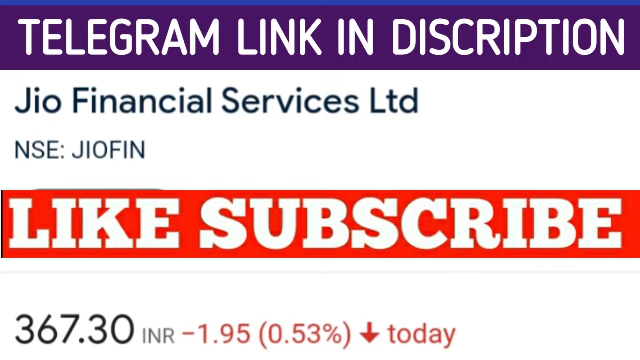 TELEGRAM LINK IN DISCRIPTION
Jio Financial Services Ltd
NSE: JIOFIN
LIKE SUBSCRIBE
367.30 INR −1.95 (0.53%) ↓ today